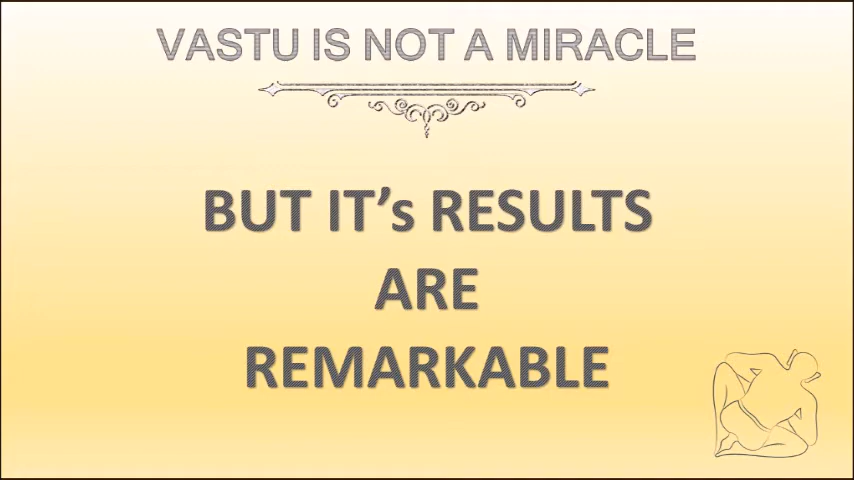 VASTU IS NOT A MIRACLE
BUT IT’s RESULTS
ARE
REMARKABLE